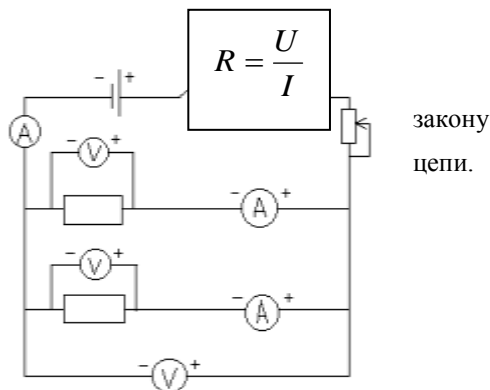 R = U/I
- +
A
закону
V
цепи.
- A +
V
- A +
- V +